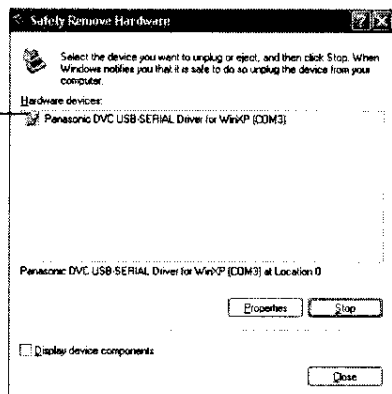 Safely Remove Hardware
Select the device you want to unplug or eject, and then click Stop. When
Windows notifies you that it is safe to do so unplug the device from your
computer.
Hardware devices:
Panasonic DVC USB-SERIAL Driver for WinXP (COM3)
Panasonic DVC USB-SERIAL Driver for WinXP (COM3) at Location 0
Properties
Stop
Display device components
Close